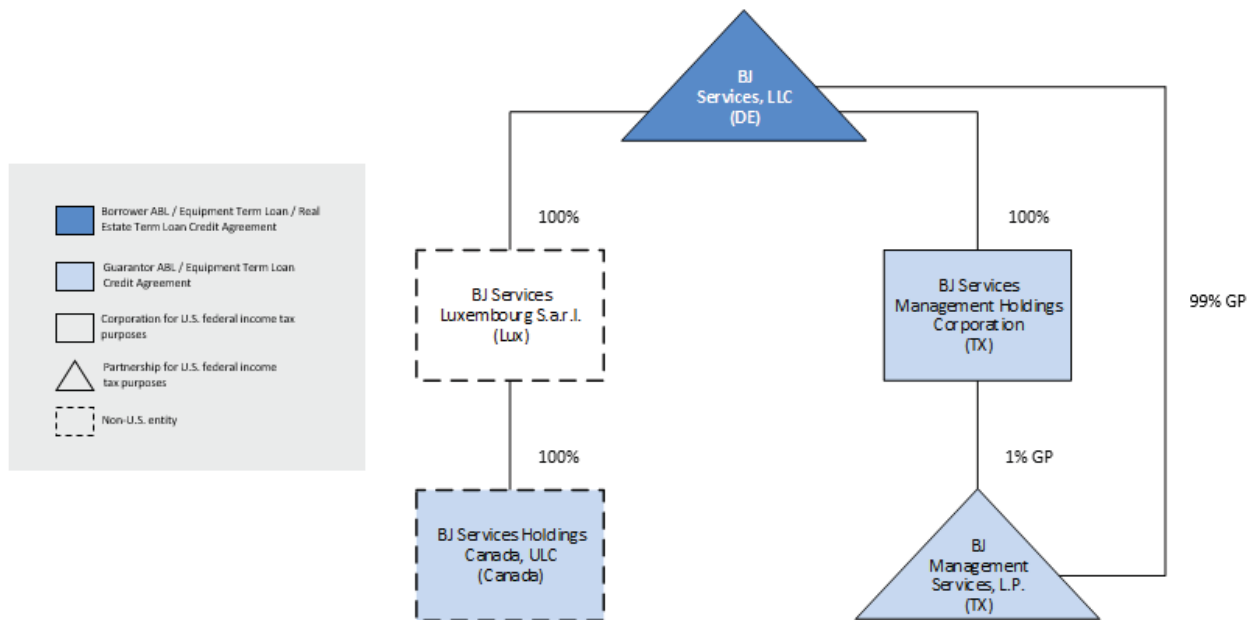 BJ
Services, LLC
(DE)
Borrower ABL / Equipment Term Loan / Real
Estate Term Loan Credit Agreement
Guarantor ABL / Equipment Term Loan
Credit Agreement
Corporation for U.S. federal income tax
purposes
Partnership for U.S. federal income
tax purposes
Non-U.S. entity
100%
100%
BJ Services
Luxembourg S.a.r.l.
(Lux)
BJ Services
Management Holdings
Corporation
(TX)
99% GP
100%
1% GP
BJ Services Holdings
Canada, ULC
(Canada)
BJ
Management
Services, L.P.
(TX)